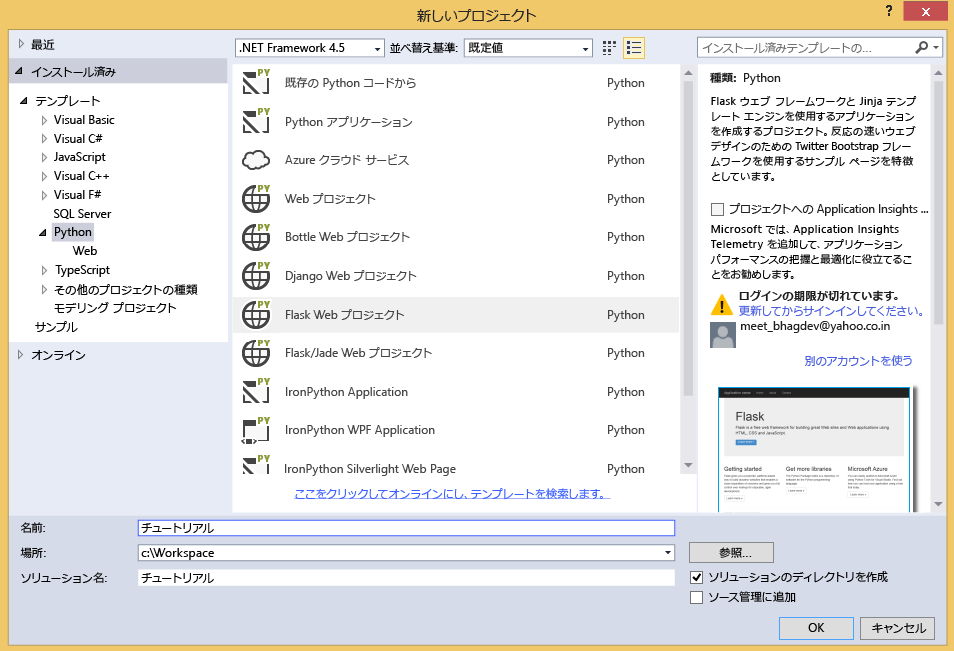 新しいプロジェクト
?
最近
インストール済み
テンプレート
Visual Basic
Visual C#
JavaScript
Visual C++
Visual F#
SQL Server
Python
Web
TypeScript
その他のプロジェクトの種類
モデリング プロジェクト
サンプル
オンライン
.NET Framework 4.5
並べ替え基準:
既定値
PY 既存の Python コードから Python
PY Python アプリケーション Python
Azure クラウド サービス Python
PY Web プロジェクト Python
PY Bottle Web プロジェクト Python
PY Django Web プロジェクト Python
PY Flask Web プロジェクト Python
PY Flask/Jade Web プロジェクト Python
PY IronPython Application Python
PY IronPython WPF Application Python
PY IronPython Silverlight Web Page Python
ここをクリックしてオンラインにし、テンプレートを検索します。
インストール済みテンプレートの...
種類: Python
Flask ウェブ フレームワークと Jinja テンプ
レート エンジンを使用するアプリケーション
を作成するプロジェクト。反応の速いウェブ
デザインのための Twitter Bootstrap フレー
ムワークを使用するサンプル ページを特徴
としています。
プロジェクトへの Application Insights ...
Microsoft では、Application Insights
Telemetry を追加して、アプリケーション
パフォーマンスの把握と最適化に役立てるこ
とをお勧めします。
ログインの期限が切れています。
更新してからサインインしてください。
meet_bhagdev@yahoo.co.in
別のアカウントを使う
Flask
Flask is a free web framework for building great Web sites and Web applications using
HTML, CSS and JavaScript.
Getting started
Get more libraries
Microsoft Azure
名前: チュートリアル
場所: c:\Workspace
参照...
ソリューション名: チュートリアル
ソリューションのディレクトリを作成
ソース管理に追加
OK
キャンセル